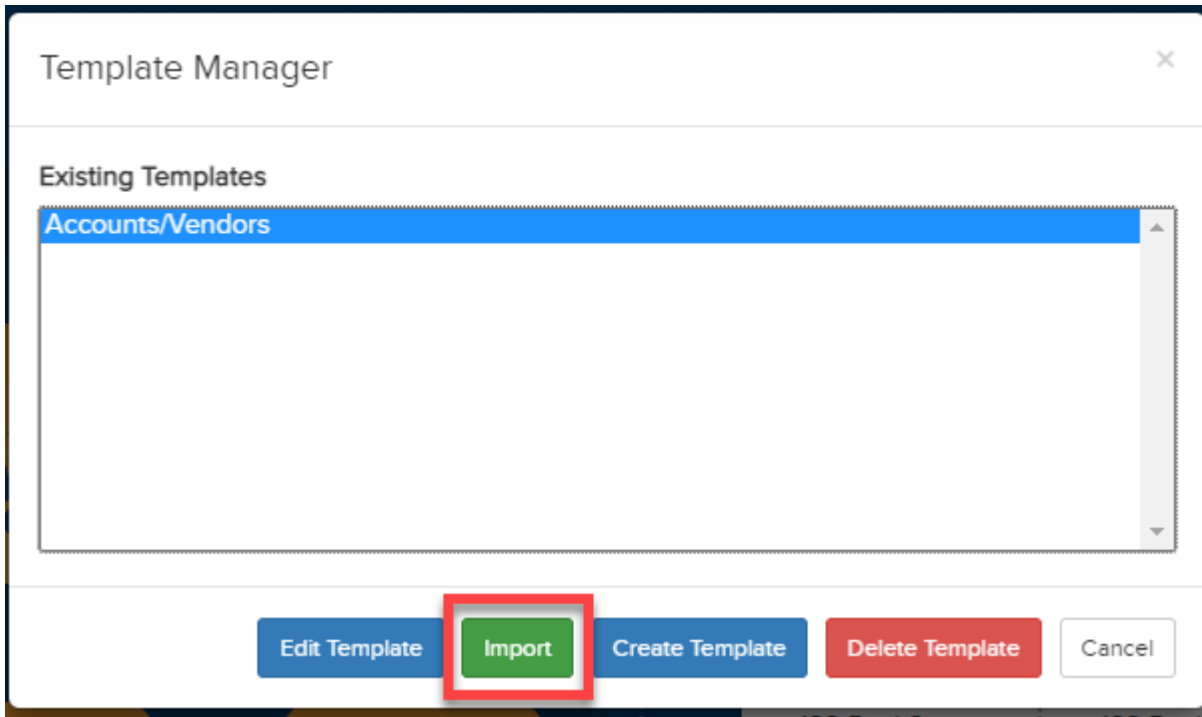 Template Manager
×
Existing Templates
Accounts/Vendors
Edit Template Import Create Template Delete Template Cancel